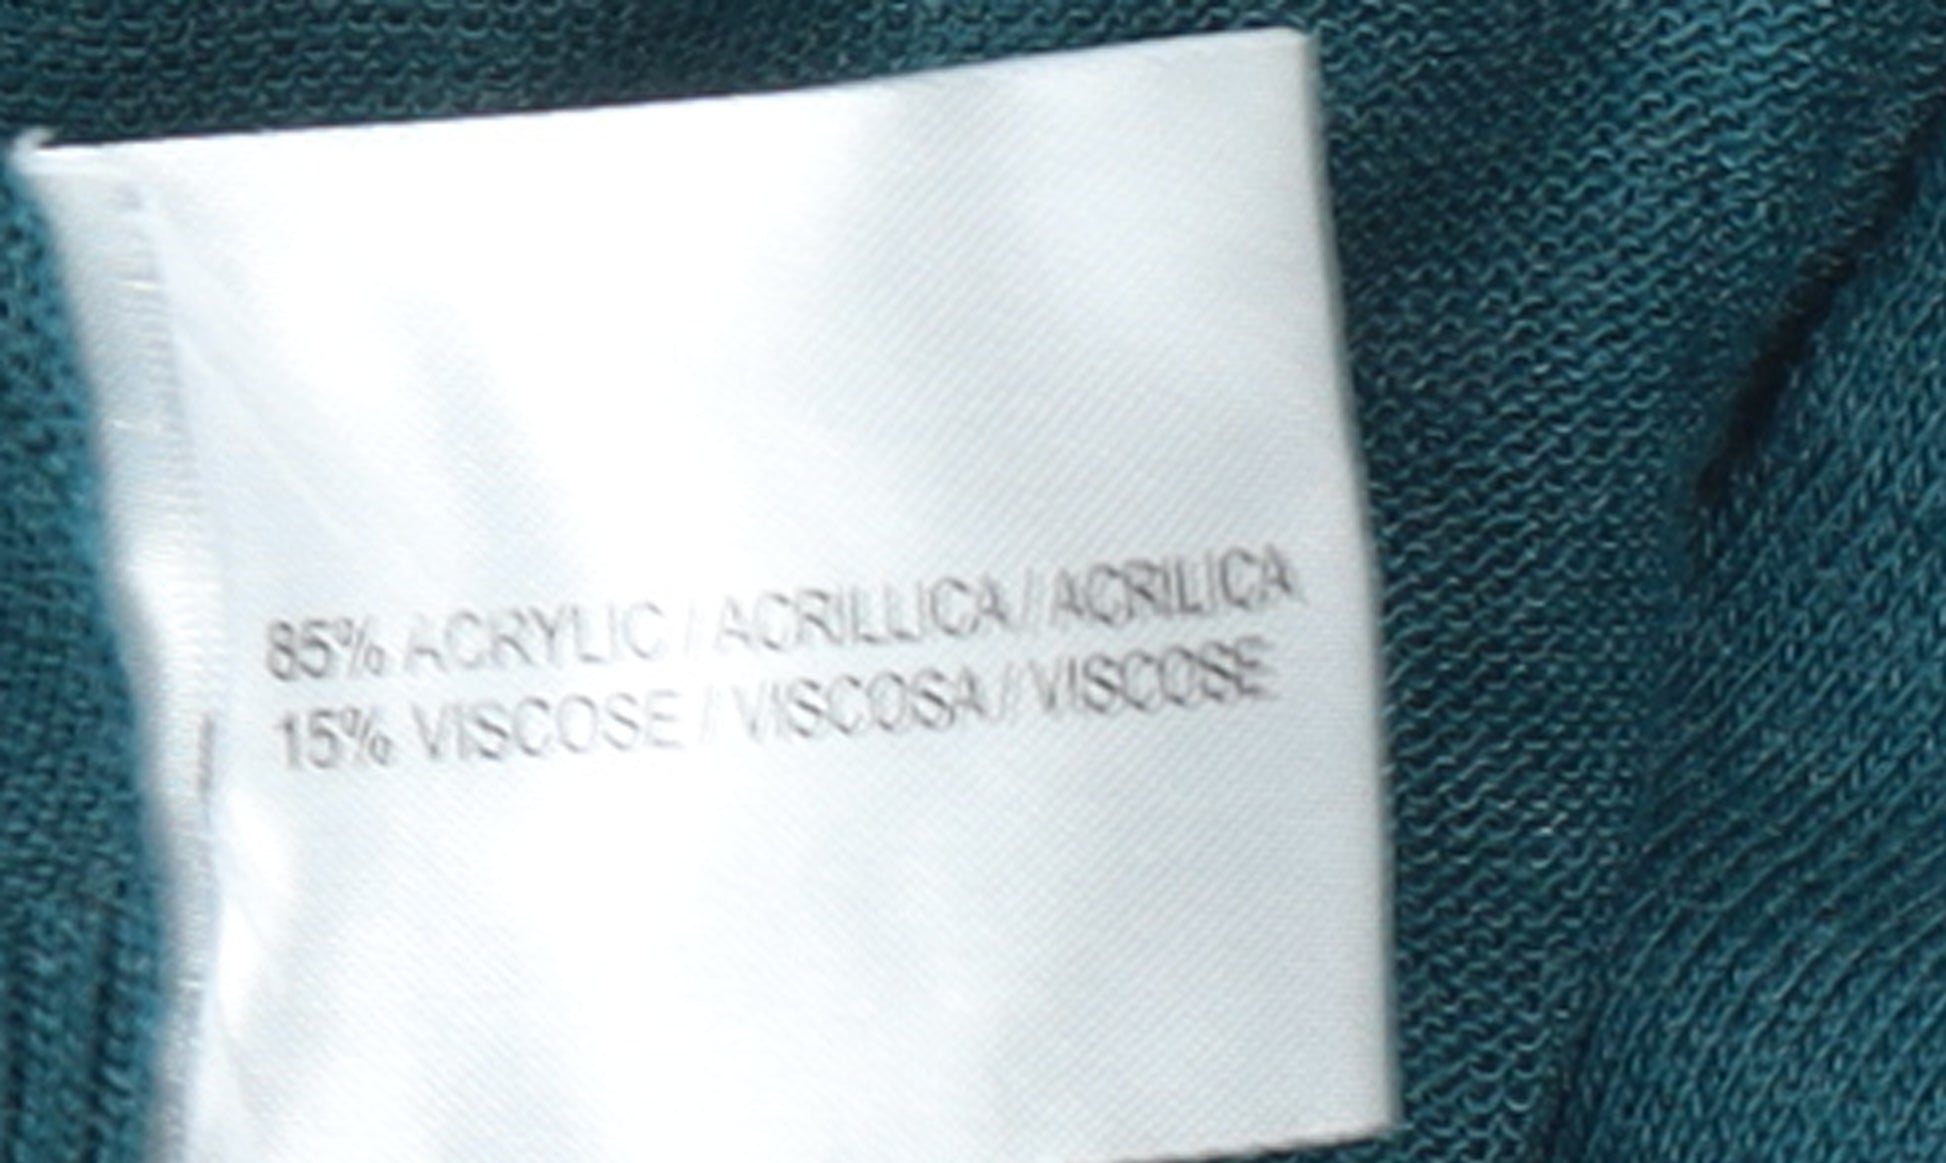 85% ACRYLIC / ACRILLICA / ACRILICA
15% VISCOSE / VISCOSA / VISCOSE